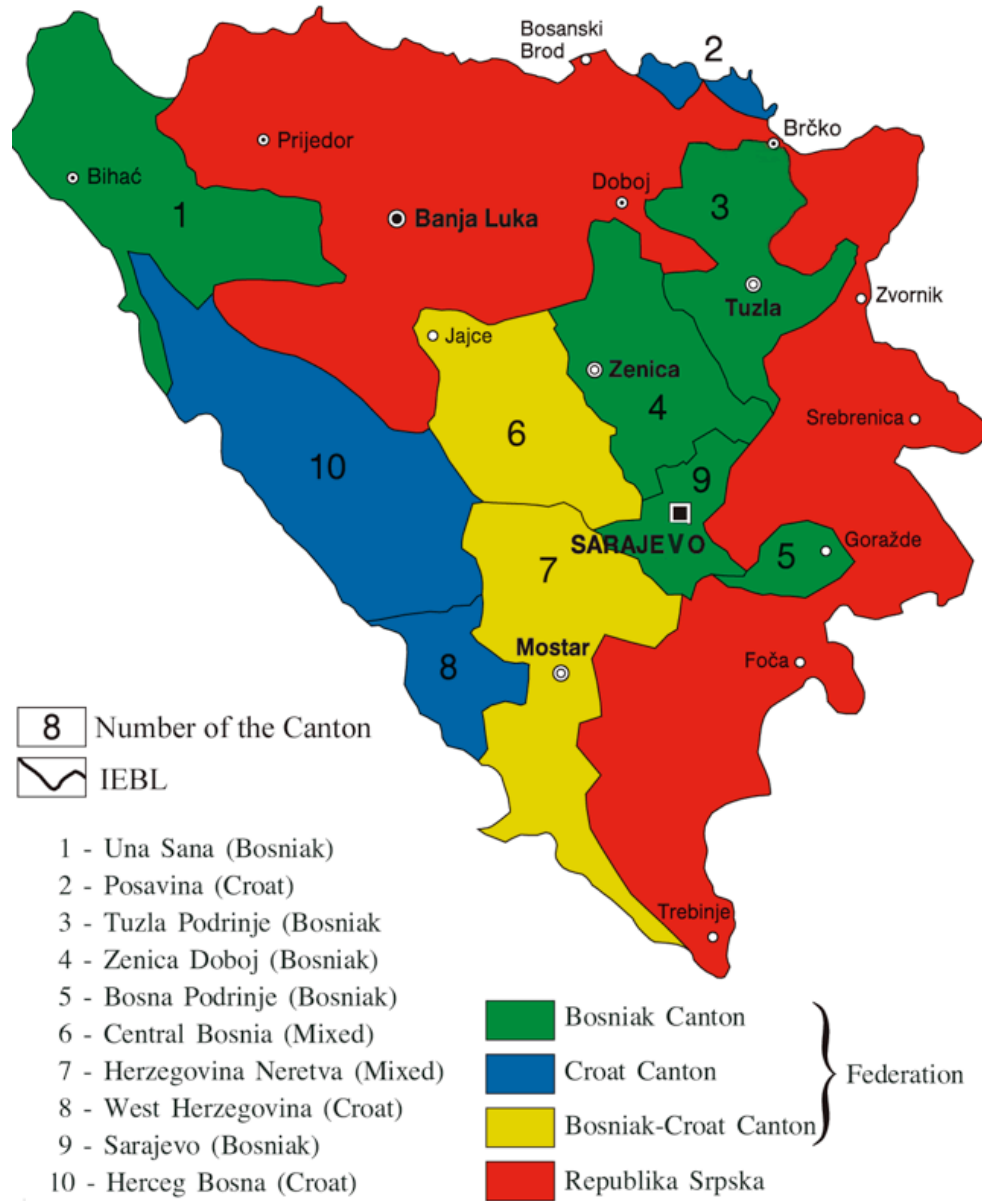 Bosanski
Brod
2
Prijedor
Brčko
Bihać
Doboj
1
3
Banja Luka
Tuzla
Zvornik
Jajce
Zenica
4
Srebrenica
6
10
9
SARAJEVO
Goražde
5
7
Mostar
Foča
8
8 Number of the Canton
IEBL
Trebinje
1 - Una Sana (Bosniak)
2 - Posavina (Croat)
3 - Tuzla Podrinje (Bosniak
4 - Zenica Doboj (Bosniak)
5 - Bosna Podrinje (Bosniak)
6 - Central Bosnia (Mixed)
7 - Herzegovina Neretva (Mixed)
8 - West Herzegovina (Croat)
9 - Sarajevo (Bosniak)
10 - Herceg Bosna (Croat)
Bosniak Canton
Croat Canton
Bosniak-Croat Canton
Federation
Republika Srpska